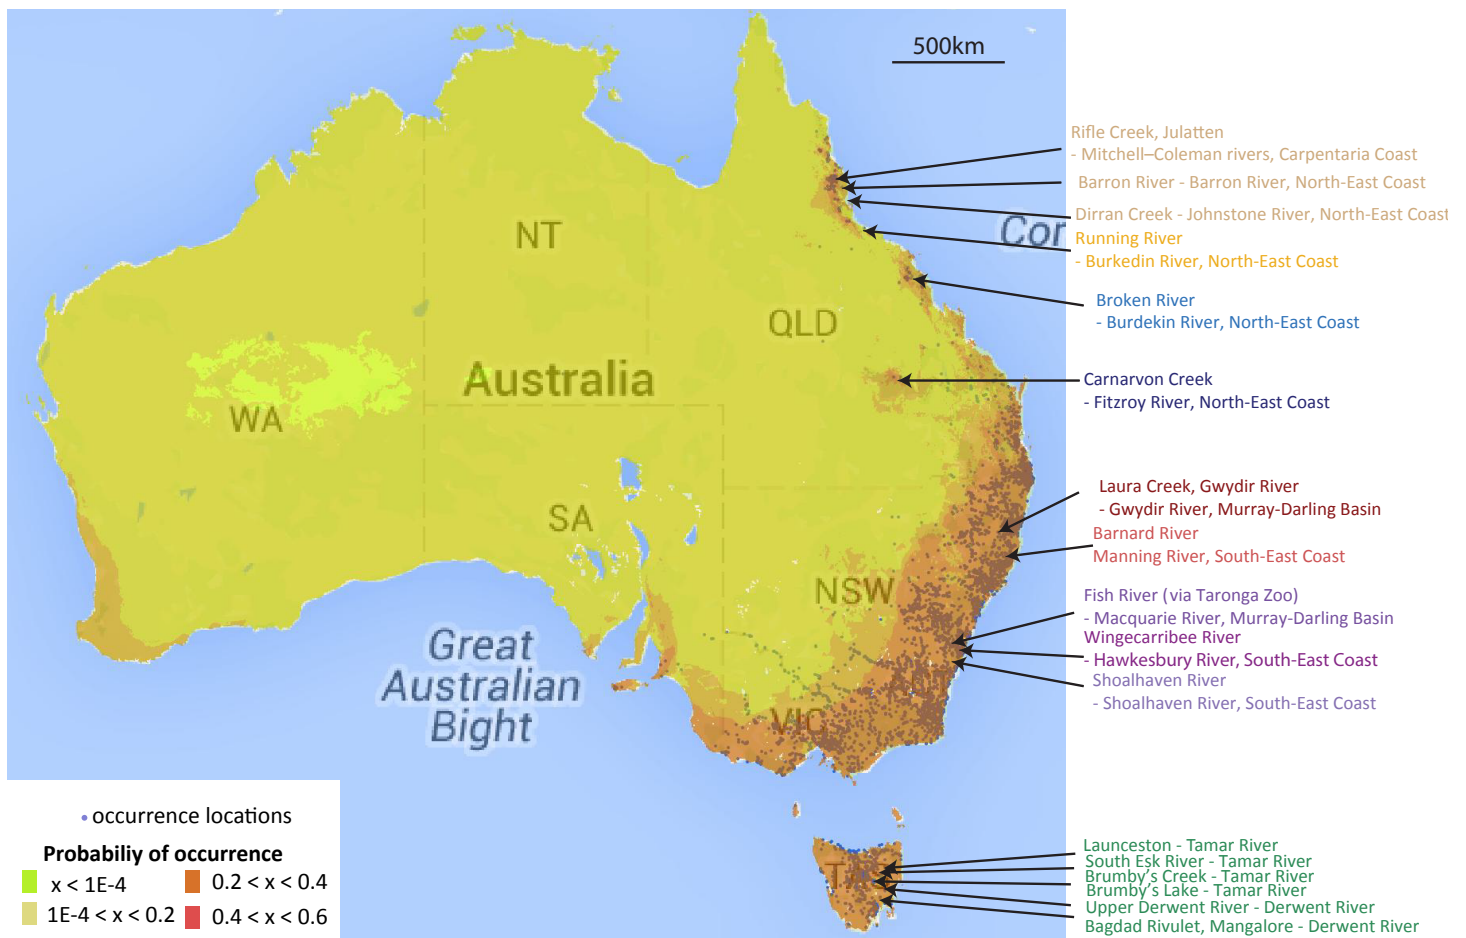 500km
Rifle Creek, Julatten
- Mitchell–Coleman rivers, Carpentaria Coast
Barron River - Barron River, North-East Coast
Dirran Creek - Johnstone River, North-East Coast
Cor
NT
Running River
- Burkedin River, North-East Coast
QLD
Broken River
- Burdekin River, North-East Coast
Australia
WA
Carnarvon Creek
- Fitzroy River, North-East Coast
SA
Laura Creek, Gwydir River
- Gwydir River, Murray-Darling Basin
Barnard River
Manning River, South-East Coast
NSW
Fish River (via Taronga Zoo)
- Macquarie River, Murray-Darling Basin
Wingecarribee River
- Hawkesbury River, South-East Coast
Shoalhaven River
- Shoalhaven River, South-East Coast
Great
Australian
Bight
VIC
occurrence locations
Probabiliy of occurrence
x < 1E-4
0.2 < x < 0.4
1E-4 < x < 0.2
0.4 < x < 0.6
Launceston - Tamar River
South Esk River - Tamar River
Brumby's Creek - Tamar River
Brumby's Lake - Tamar River
Upper Derwent River - Derwent River
Bagdad Rivulet, Mangalore - Derwent River